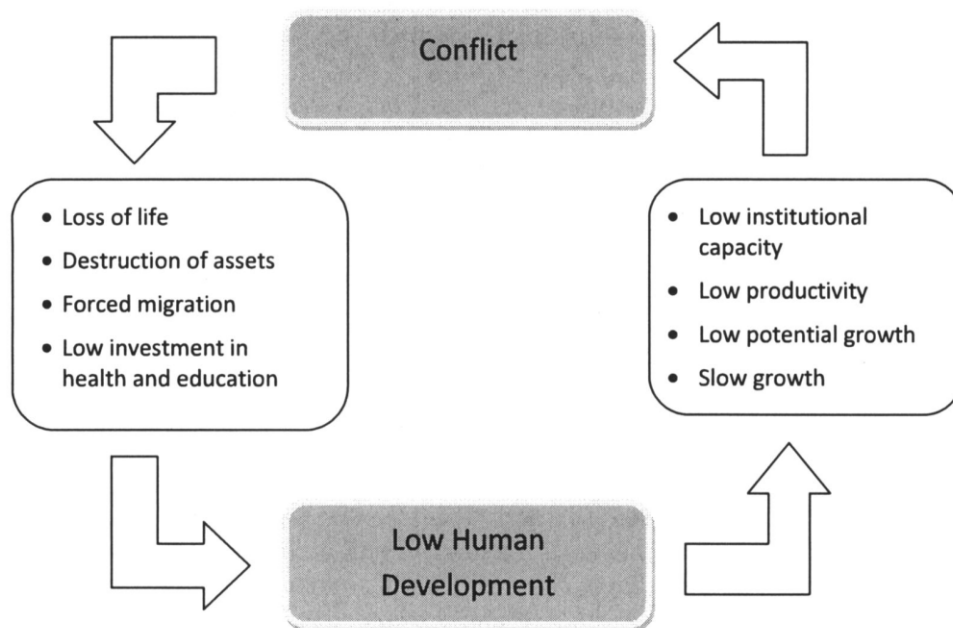 Conflict
• Loss of life
• Destruction of assets
• Forced migration
• Low investment in
health and education
Low Human
Development
• Low institutional
capacity
• Low productivity
• Low potential growth
• Slow growth